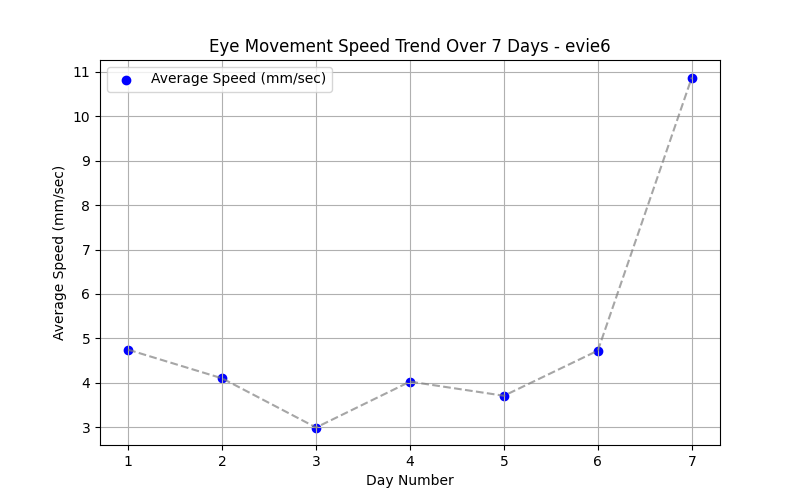 Eye Movement Speed Trend Over 7 Days - evie6
Average Speed (mm/sec)
11
10
9
8
7
6
5
4
3
Average Speed (mm/sec)
1 2 3 4 5 6 7
Day Number